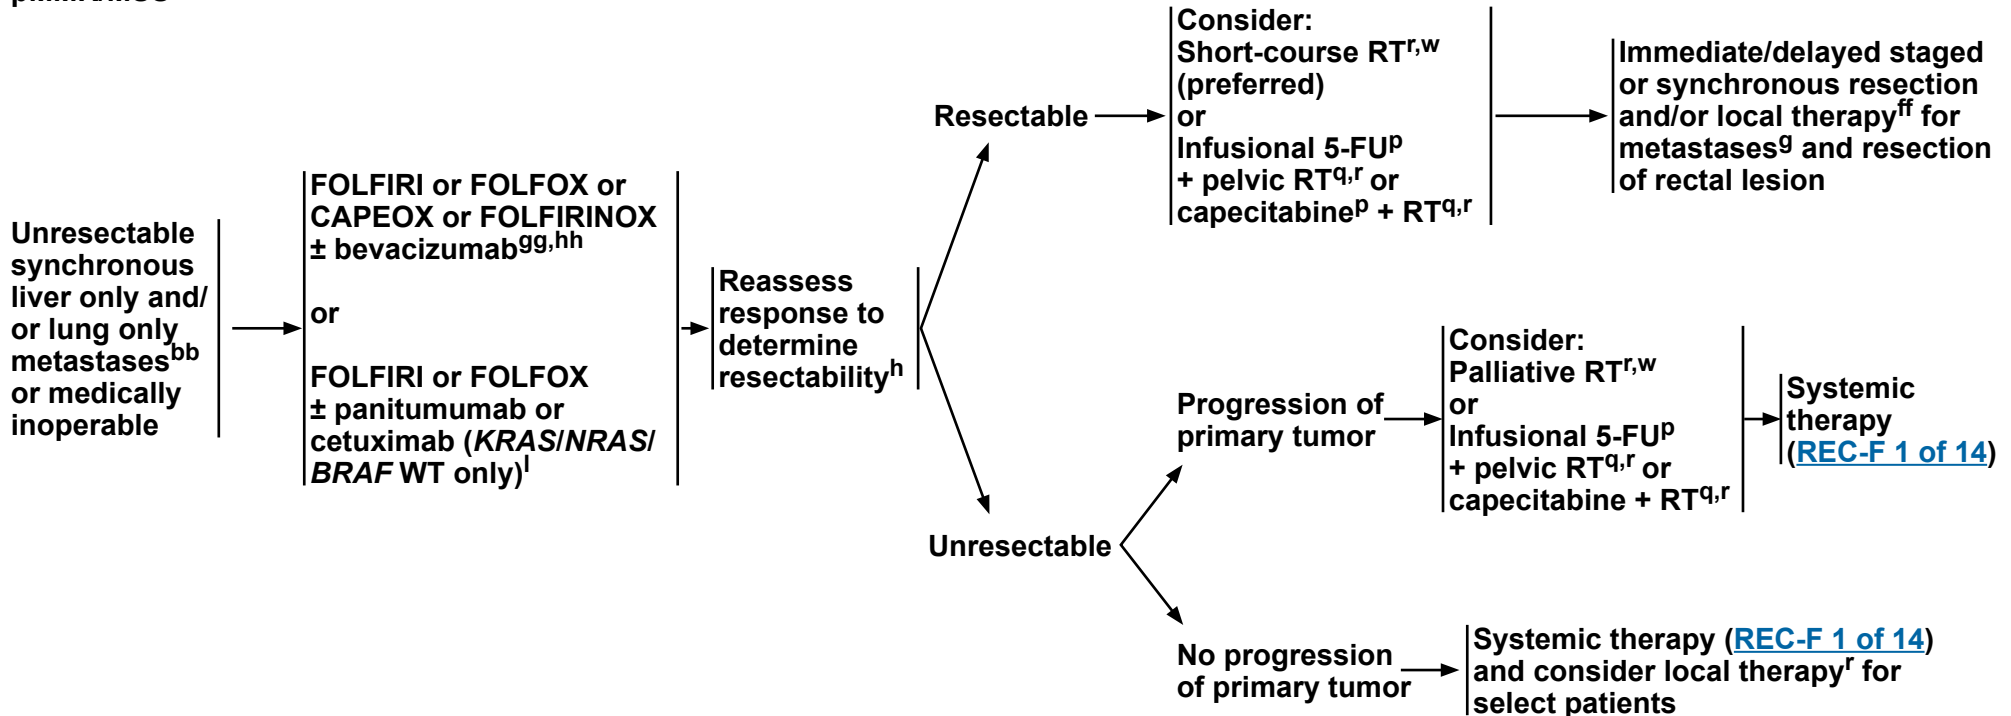 Unresectable
synchronous
liver only and/
or lung only
metastasesbb
or medically
inoperable
FOLFIRI or FOLFOX or
CAPEOX or FOLFIRINOX
± bevacizumabgg,hh
or
FOLFIRI or FOLFOX
± panitumumab or
cetuximab (KRAS/NRAS/
BRAF WT only)l
Reassess
response to
determine
resectabilityh
Resectable
Consider:
Short-course RTr,w
(preferred)
or
Infusional 5-FUp
+ pelvic RTq,r or
capecitabinep + RTq,r
Immediate/delayed staged
or synchronous resection
and/or local therapyff for
metastasesg and resection
of rectal lesion
Unresectable
Progression of
primary tumor
Consider:
Palliative RTr,w
or
Infusional 5-FUp
+ pelvic RTq,r or
capecitabine + RTq,r
Systemic
therapy
(REC-F 1 of 14)
No progression
of primary tumor
Systemic therapy (REC-F 1 of 14)
and consider local therapyr for
select patients